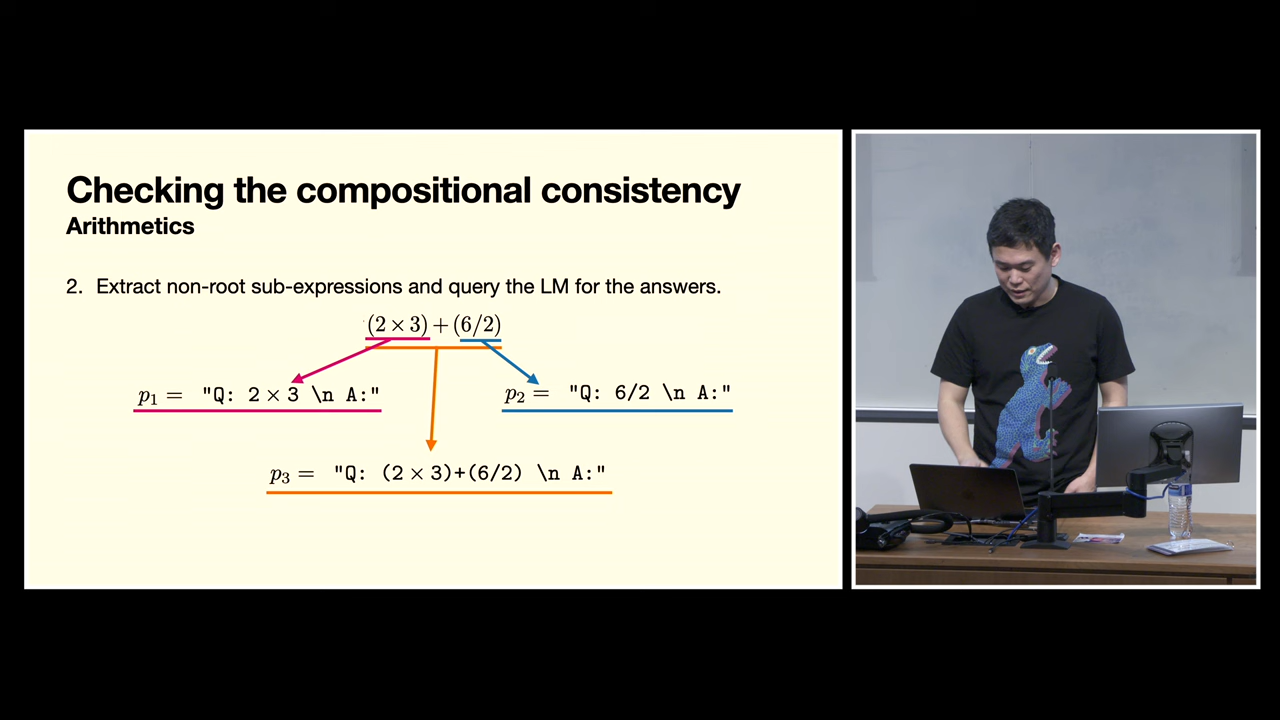 Checking the compositional consistency
Arithmetics
2. Extract non-root sub-expressions and query the LM for the answers.
(2 × 3) + (6/2)
p₁ = "Q: 2 × 3 \n A:"
p₂ = "Q: 6/2 \n A:"
p₃ = "Q: (2 × 3)+(6/2) \n A:"